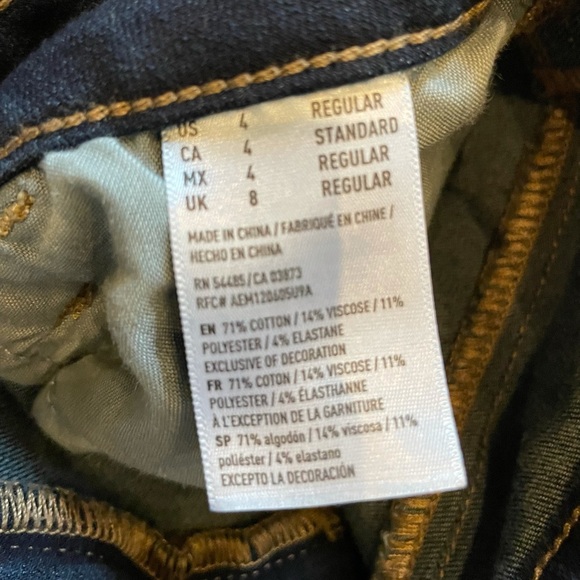 US 4 REGULAR
CA 4 STANDARD
MX 4 REGULAR
UK 8 REGULAR
MADE IN CHINA / FABRIQUÉ EN CHINE /
HECHO EN CHINA
RN 54485/CA 03873
RFC# AEM120605U9A
EN 71% COTTON / 14% VISCOSE / 11%
POLYESTER / 4% ELASTANE
EXCLUSIVE OF DECORATION
FR 71% COTON / 14% VISCOSE / 11%
POLYESTER / 4% ÉLASTHANNE
À L'EXCEPTION DE LA GARNITURE
SP 71% algodón / 14% viscosa / 11%
poliéster / 4% elastano
EXCEPTO LA DECORACIÓN